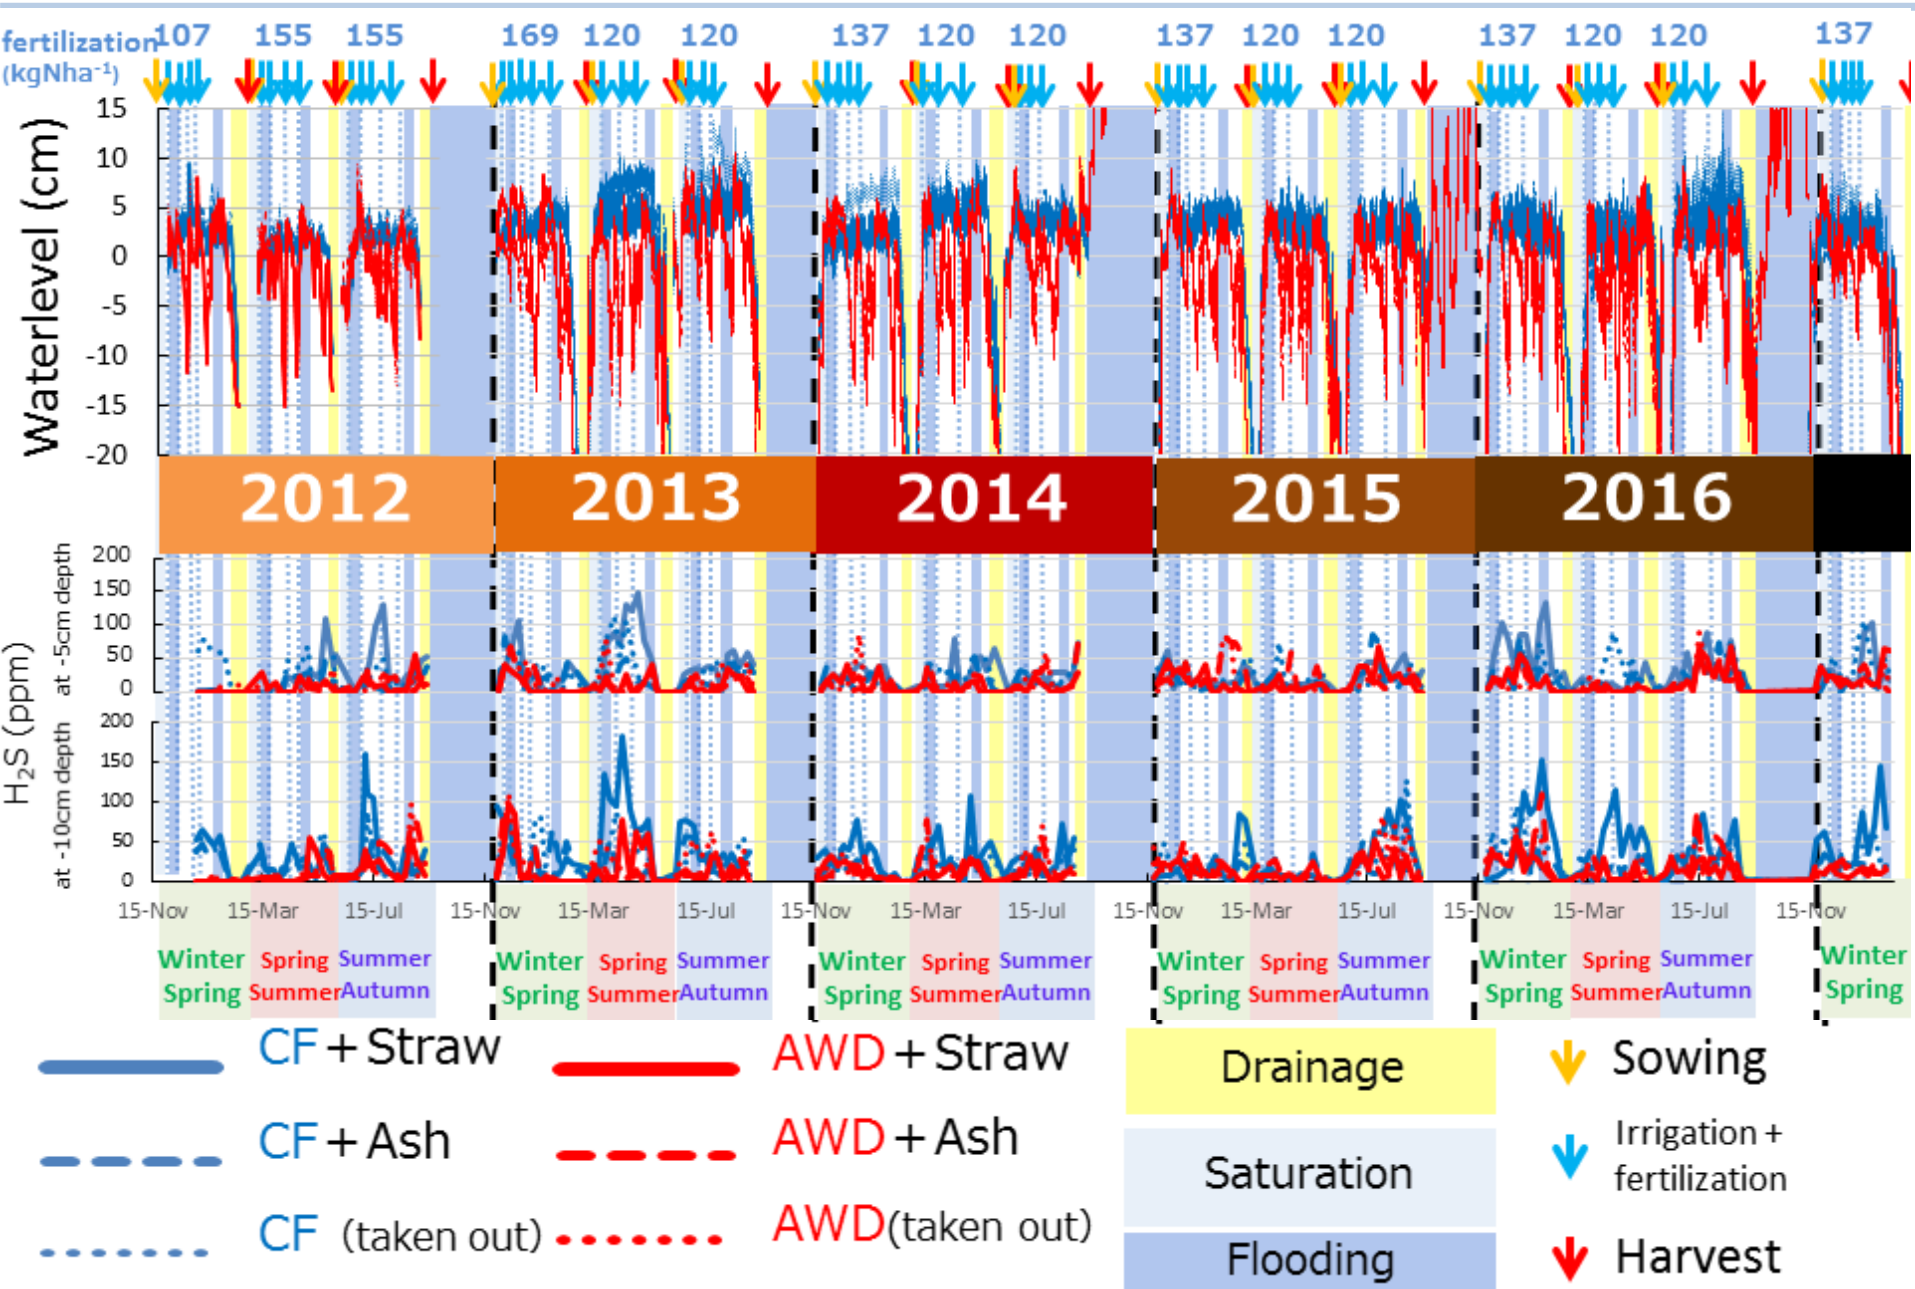 fertilization 107 155 155 169 120 120 137 120 120 137 120 120 137 120 120 137
(kgNha-1)
Waterlevel (cm)
15
10
5
0
-5
-10
-15
-20
2012 2013 2014 2015 2016
H₂S (ppm)
at -5cm depth
200
150
100
50
0
at -10cm depth
200
150
100
50
0
15-Nov 15-Mar 15-Jul 15-Nov 15-Mar 15-Jul 15-Nov 15-Mar 15-Jul 15-Nov 15-Mar 15-Jul 15-Nov 15-Mar 15-Jul 15-Nov
Winter Spring Summer Winter Spring Summer Winter Spring Summer Winter Spring Summer Winter Spring Summer Winter
Spring Summer Autumn Spring Summer Autumn Spring Summer Autumn Spring Summer Autumn Spring Summer Autumn Spring
CF + Straw AWD + Straw Drainage Sowing
CF + Ash AWD + Ash Saturation Irrigation +
fertilization
CF (taken out) AWD (taken out) Flooding Harvest